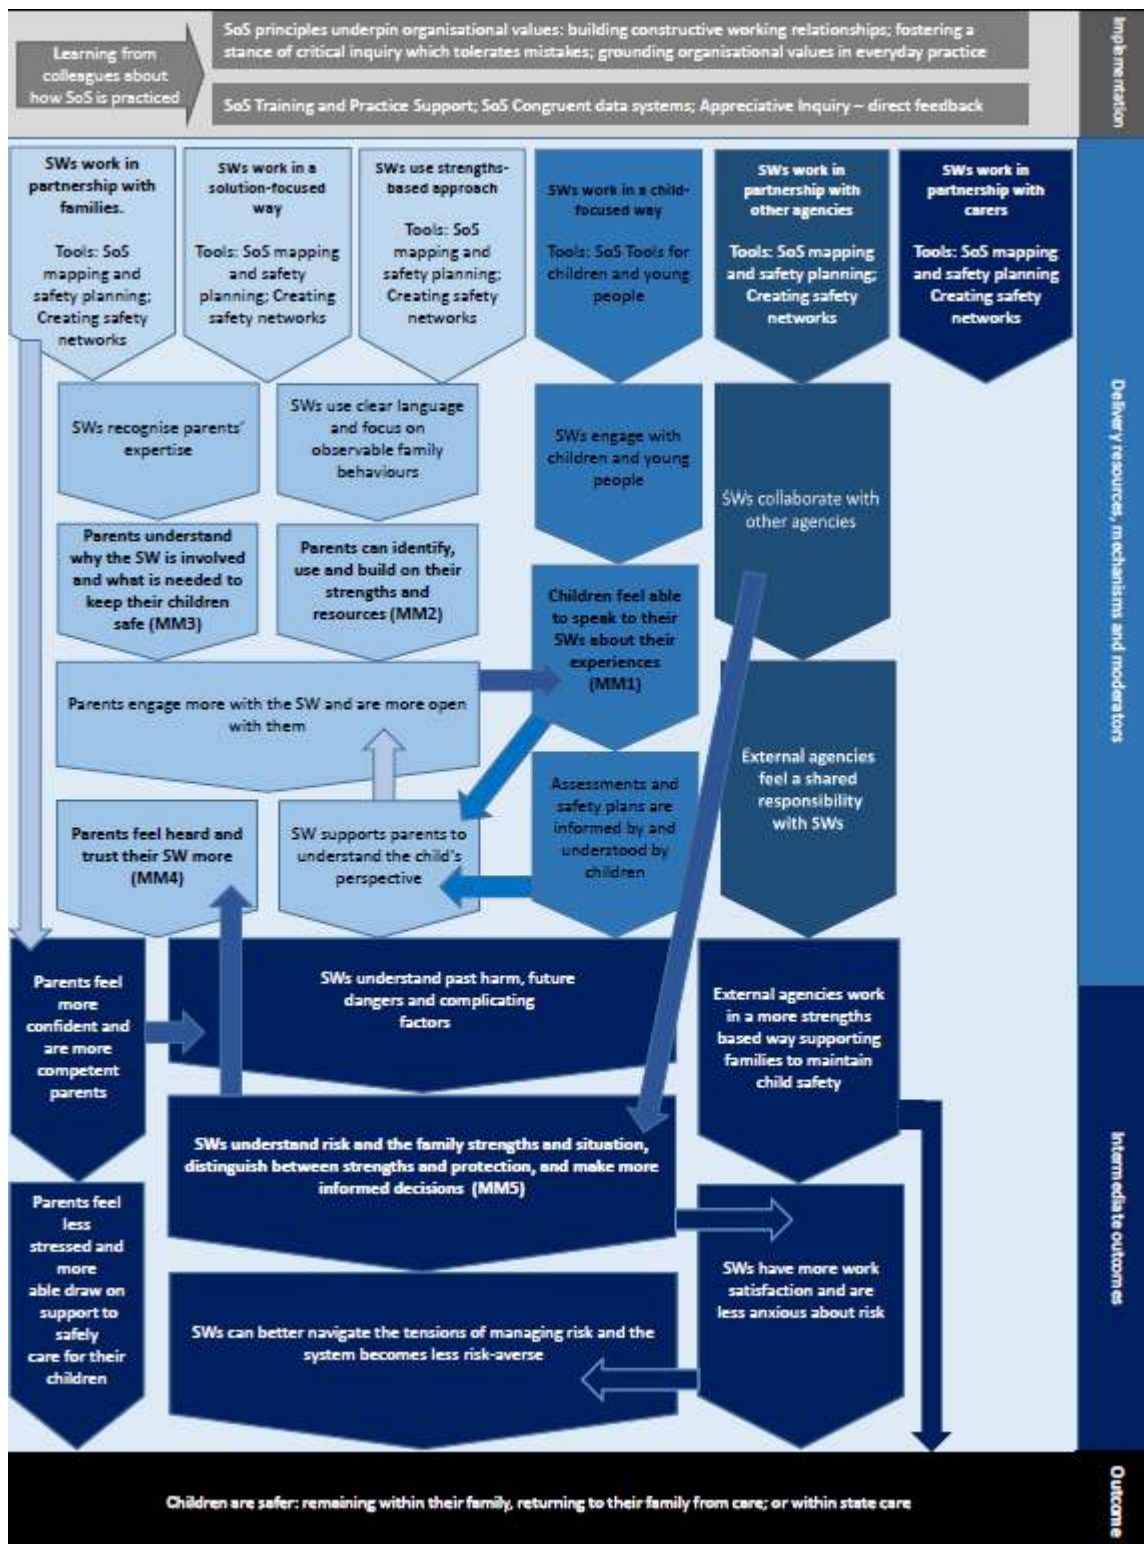 Learning from
colleagues about
how SoS is practiced
SoS principles underpin organisational values: building constructive working relationships; fostering a
stance of critical inquiry which tolerates mistakes; grounding organisational values in everyday practice
SoS Training and Practice Support; SoS Congruent data systems; Appreciative Inquiry – direct feedback
Implementation
SWs work in
partnership with
families.
Tools: SoS
mapping and
safety planning;
Creating safety
networks
SWs work in a
solution-focused
way
Tools: SoS mapping
and safety
planning; Creating
safety networks
SWs use strengths-
based approach
Tools: SoS
mapping and
safety planning;
Creating safety
networks
SWs work in a child-
focused way
Tools: SoS Tools for
children and young
people
SWs work in
partnership with
other agencies
Tools: SoS mapping
and safety planning;
Creating safety
networks
SWs work in
partnership with
carers
Tools: SoS mapping
and safety planning
Creating safety
networks
Delivery resources, mechanisms and moderators
SWs recognise parents'
expertise
SWs use clear language
and focus on
observable family
behaviours
SWs engage with
children and young
people
SWs collaborate with
other agencies
Parents understand
why the SW is involved
and what is needed to
keep their children
safe (MM3)
Parents can identify,
use and build on their
strengths and
resources (MM2)
Children feel able
to speak to their
SWs about their
experiences
(MM1)
Parents engage more with the SW and are more open
with them
External agencies
feel a shared
responsibility
with SWs
Parents feel heard and
trust their SW more
(MM4)
SW supports parents to
understand the child's
perspective
Assessments and
safety plans are
informed by and
understood by
children
Parents feel
more
confident and
are more
competent
parents
SWs understand past harm, future
dangers and complicating
factors
External agencies work
in a more strengths
based way supporting
families to maintain
child safety
Intermediate outcomes
SWs understand risk and the family strengths and situation,
distinguish between strengths and protection, and make more
informed decisions (MM5)
Parents feel
less
stressed and
more
able draw on
support to
safely
care for their
children
SWs have more work
satisfaction and are
less anxious about risk
SWs can better navigate the tensions of managing risk and the
system becomes less risk-averse
Children are safer: remaining within their family, returning to their family from care; or within state care
Outcome